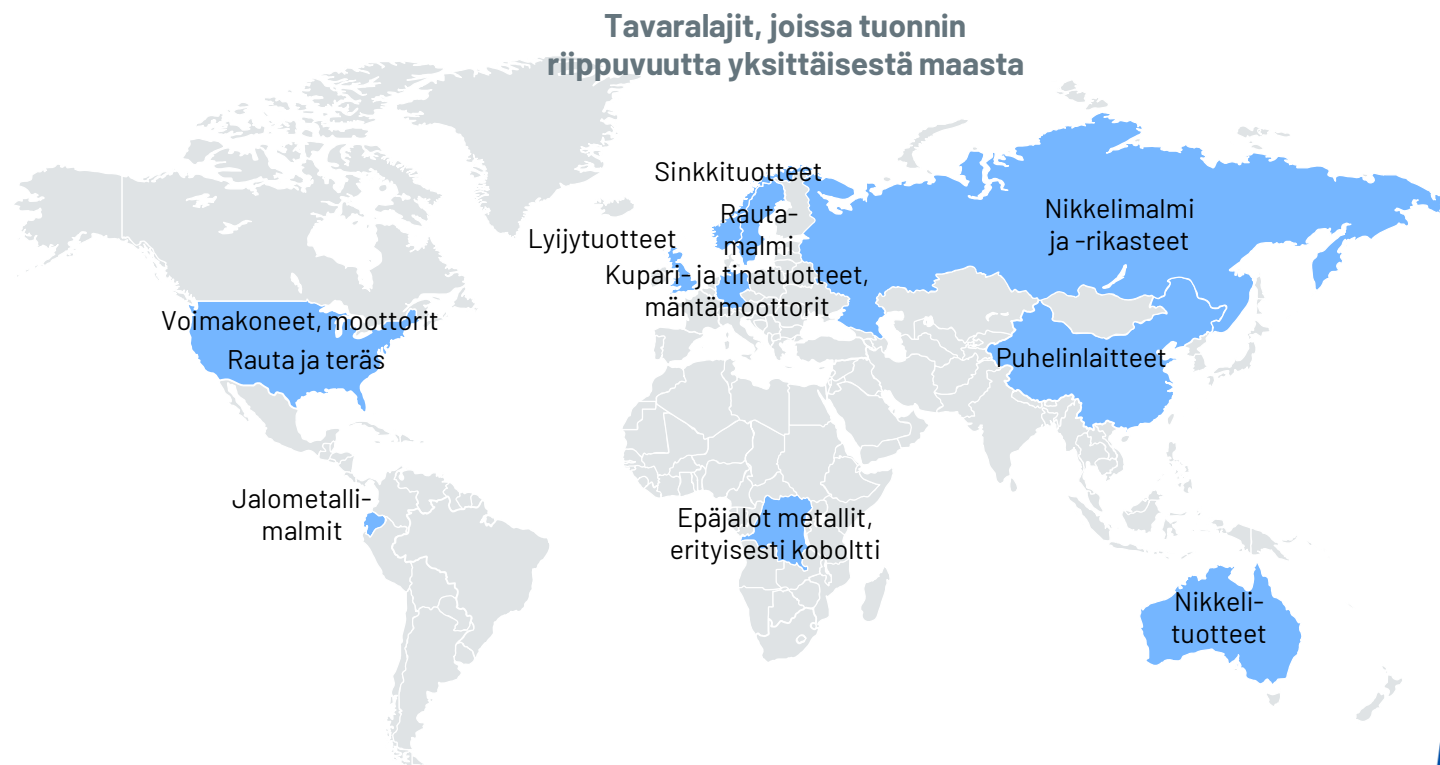 Tavaralajit, joissa tuonnin
riippuvuutta yksittäisestä maasta
Sinkkituotteet
Rauta-
malmi
Lyijytuotteet
Kupari- ja tinatuotteet,
mäntämoottorit
Nikkelimalmi
ja -rikasteet
Voimakoneet, moottorit
Rauta ja teräs
Puhelinlaitteet
Jalometalli-
malmit
Epäjalot metallit,
erityisesti koboltti
Nikkeli-
tuotteet